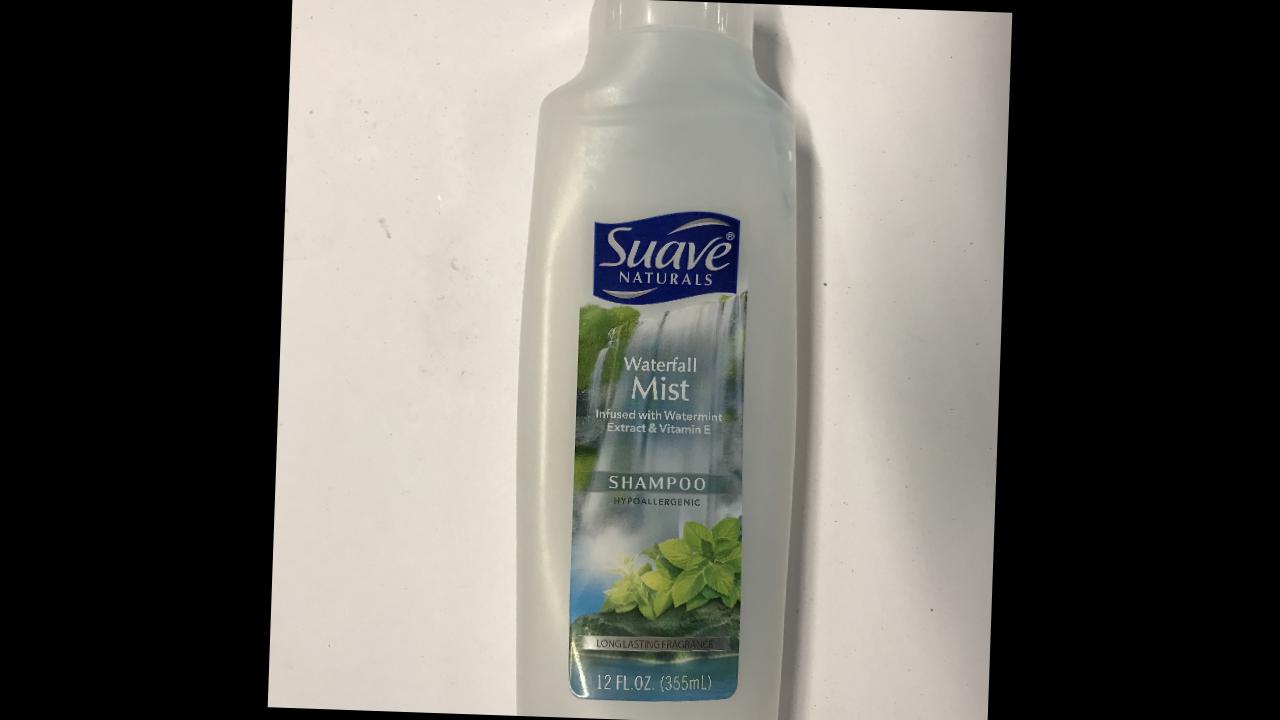 Suave®
NATURALS
Waterfall
Mist
Infused with Watermint
Extract & Vitamin E
SHAMPOO
HYPOALLERGENIC
LONG LASTING FRAGRANCE
12 FL.OZ. (355mL)